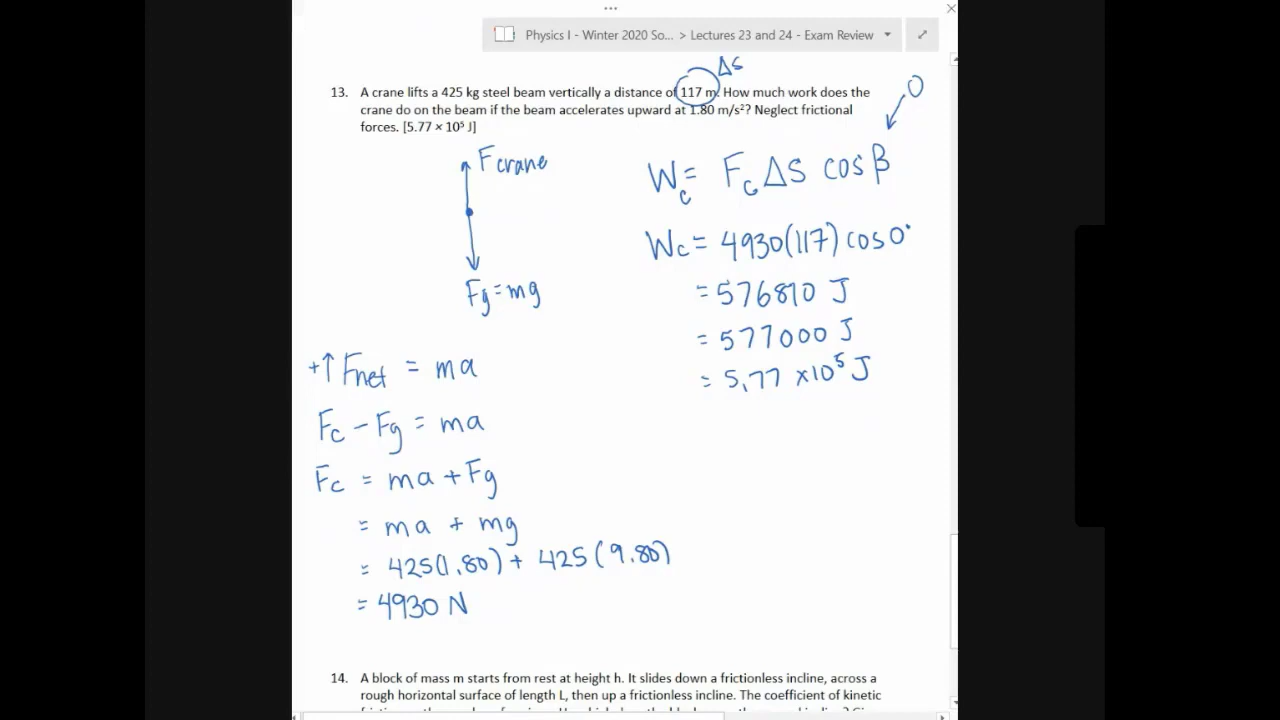 Physics I - Winter 2020 So... > Lectures 23 and 24 - Exam Review
Δs
13. A crane lifts a 425 kg steel beam vertically a distance of 117 m. How much work does the
crane do on the beam if the beam accelerates upward at 1.80 m/s²? Neglect frictional
forces. [5.77 × 10⁵ J]
0
Fcrane
Fg = mg
Wc = Fc Δs cos β
Wc = 4930(117) cos 0°
= 576810 J
= 577000 J
= 5.77 × 10⁵ J
+↑ Fnet = ma
Fc - Fg = ma
Fc = ma + Fg
= ma + mg
= 425(1.80) + 425(9.80)
= 4930 N
14. A block of mass m starts from rest at height h. It slides down a frictionless incline, across a
rough horizontal surface of length L, then up a frictionless incline. The coefficient of kinetic